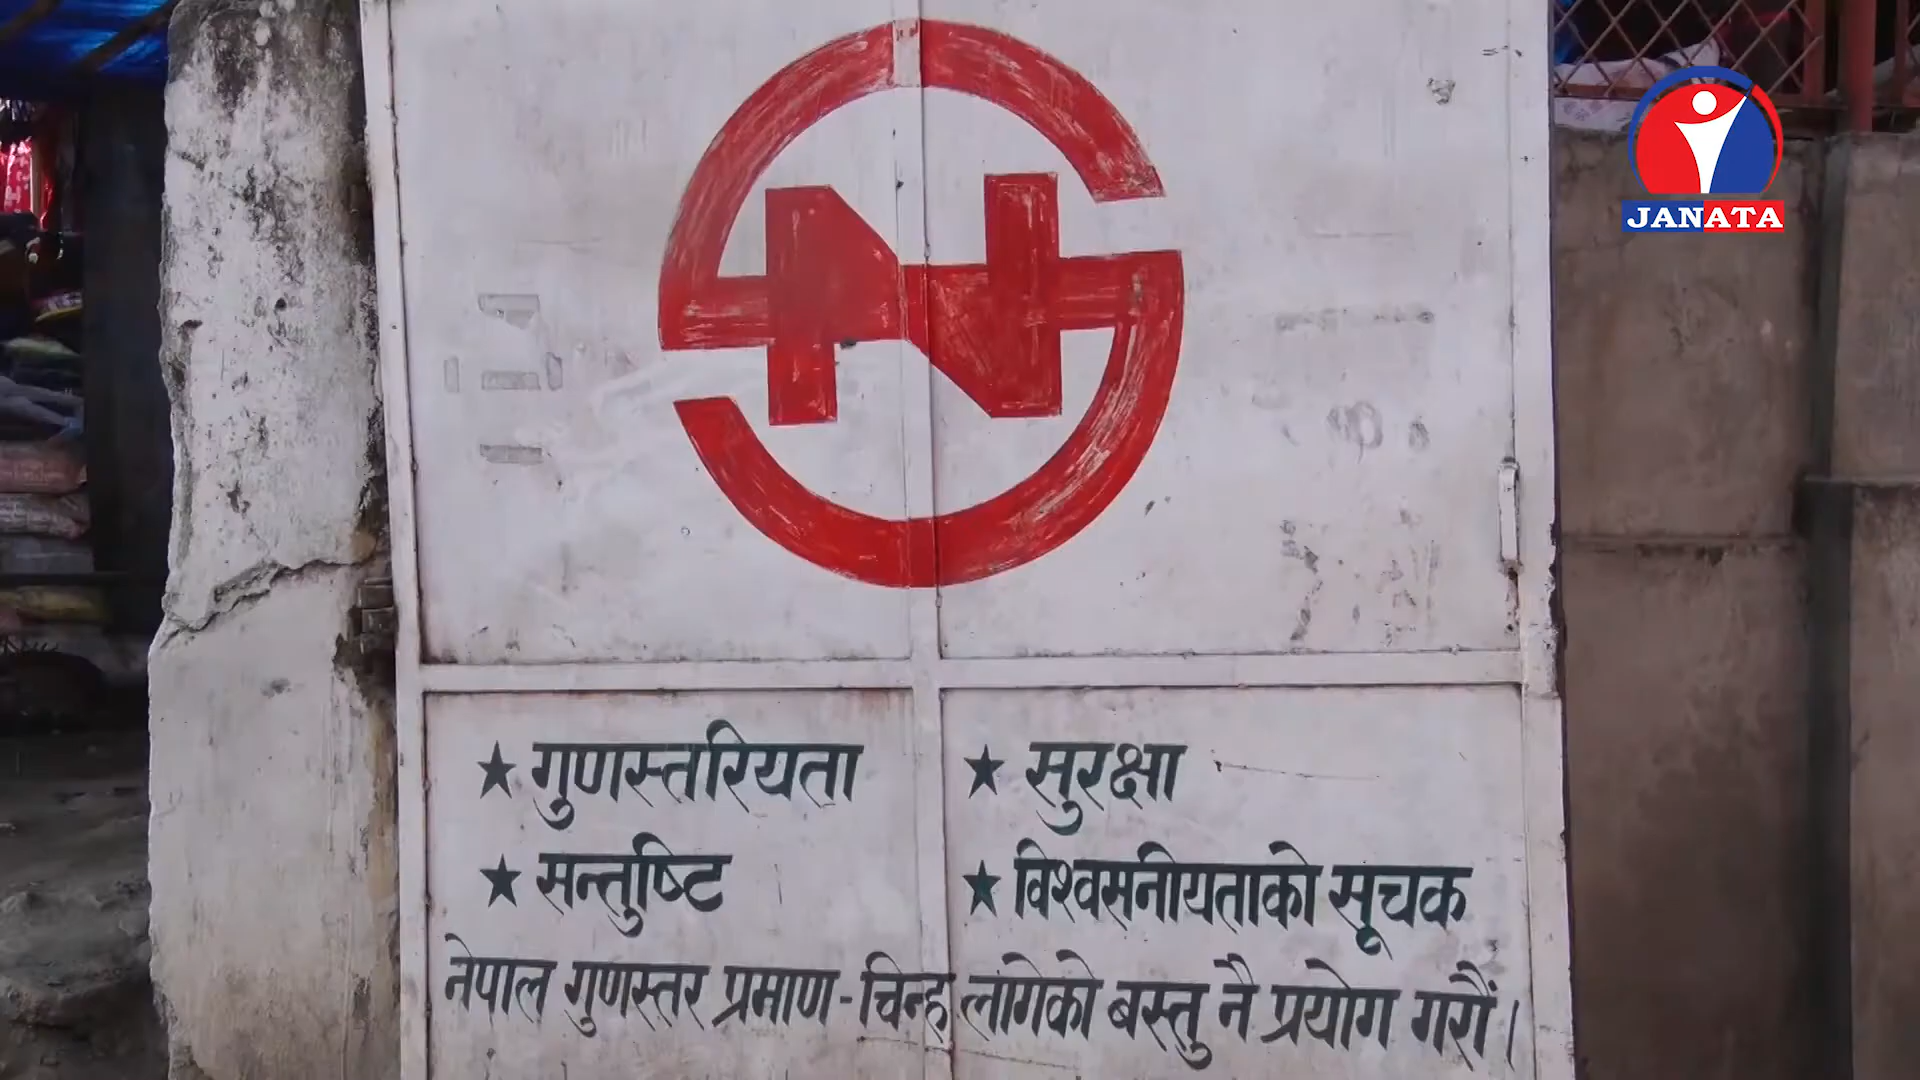 JANATA
★ गुणस्तरियता ★ सुरक्षा
★ सन्तुष्टि ★ विश्वसनीयताको सूचक
नेपाल गुणस्तर प्रमाण-चिन्ह लागेको बस्तु नै प्रयोग गरौं।